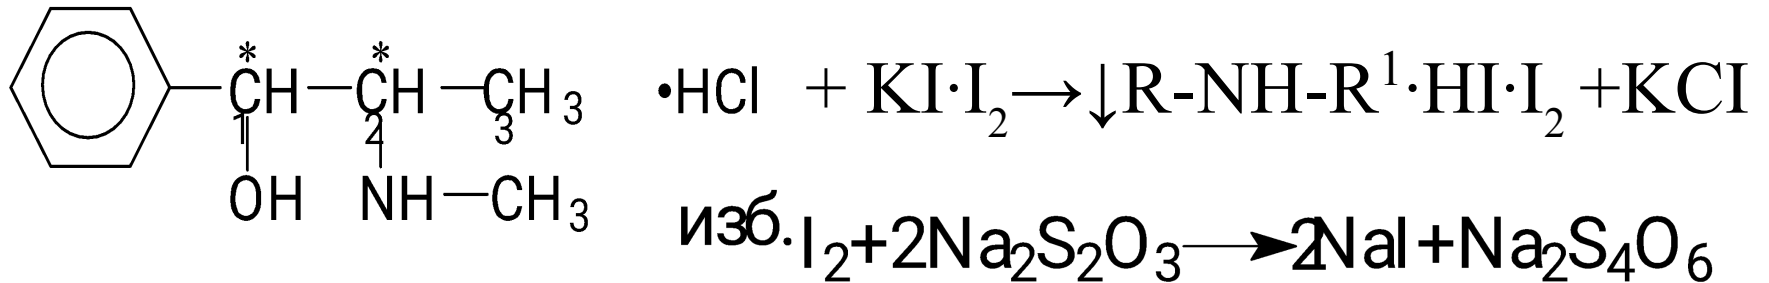 * *
CH—CH—CH3 •HCl + KI·I2→↓R-NH-R¹·HI·I2 +KCl
1 2 3
OH NH—CH3
изб. I2+2Na2S2O3→2NaI+Na2S4O6